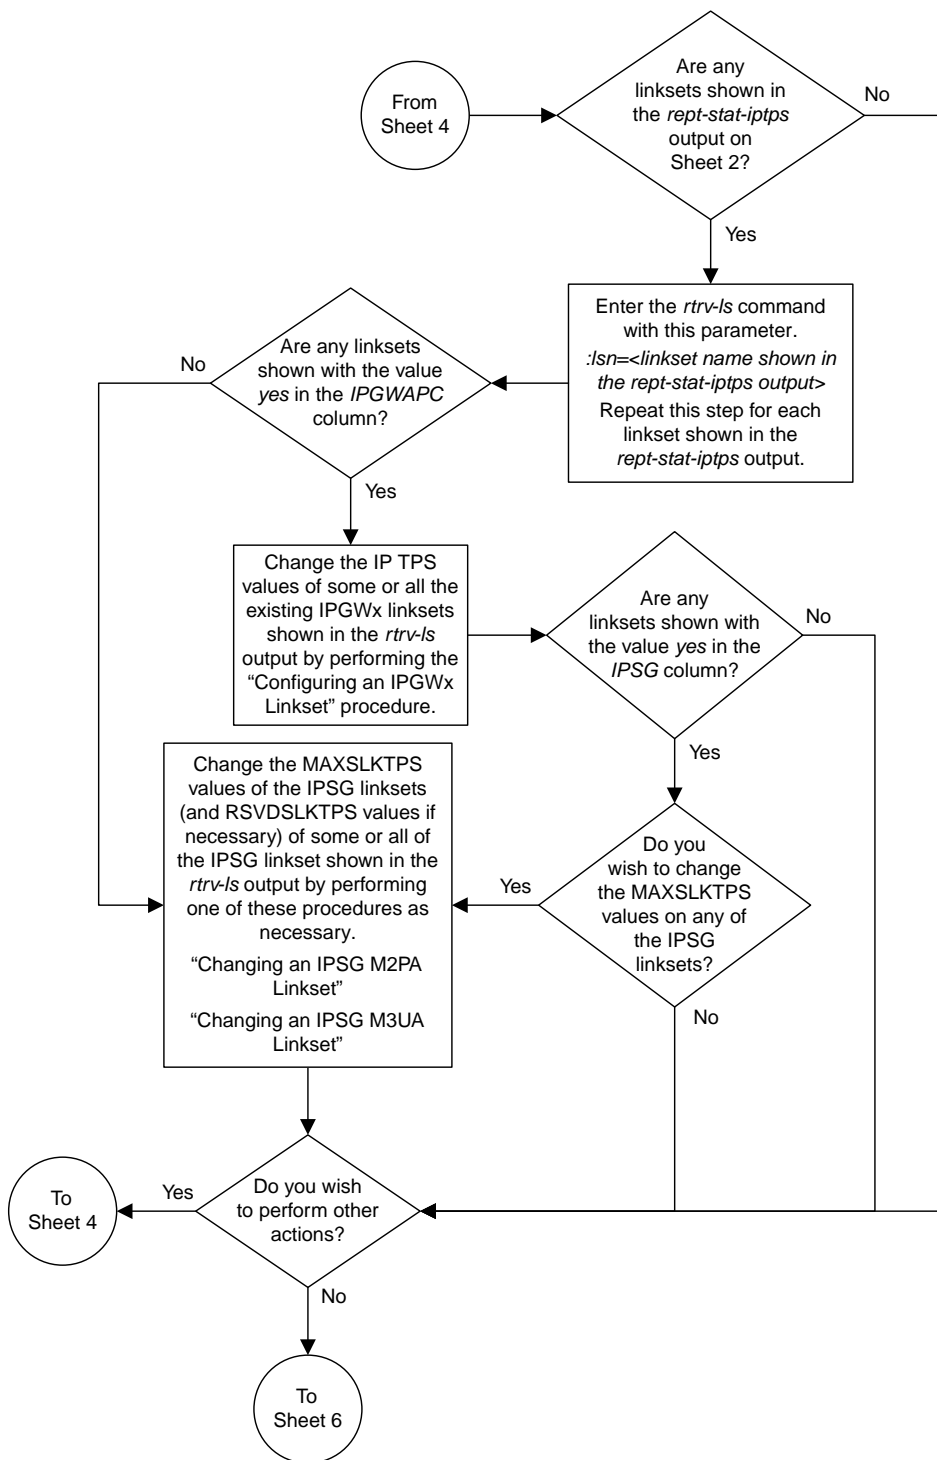 From
Sheet 4
Are any
linksets shown in
the rept-stat-iptps
output on
Sheet 2?
No
Yes
Enter the rtrv-ls command
with this parameter.
:lsn=<linkset name shown in
the rept-stat-iptps output>
Repeat this step for each
linkset shown in the
rept-stat-iptps output.
Are any linksets
shown with the value
yes in the IPGWAPC
column?
No
Yes
Change the IP TPS
values of some or all the
existing IPGWx linksets
shown in the rtrv-ls
output by performing the
“Configuring an IPGWx
Linkset” procedure.
Are any
linksets shown with
the value yes in the
IPSG column?
No
Yes
Do you
wish to change
the MAXSLKTPS
values on any of
the IPSG
linksets?
Yes
No
Change the MAXSLKTPS
values of the IPSG linksets
(and RSVDSLKTPS values if
necessary) of some or all of
the IPSG linkset shown in the
rtrv-ls output by performing
one of these procedures as
necessary.
“Changing an IPSG M2PA
Linkset”
“Changing an IPSG M3UA
Linkset”
Do you wish
to perform other
actions?
Yes
To
Sheet 4
No
To
Sheet 6